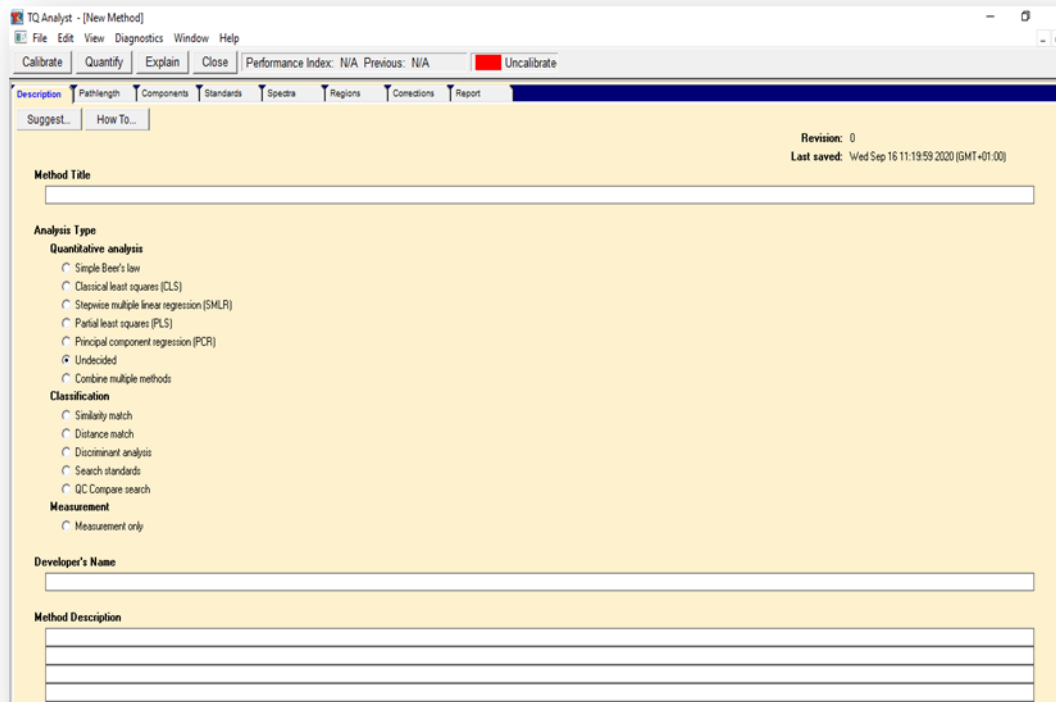 TQ Analyst - [New Method]
File Edit View Diagnostics Window Help
Calibrate Quantify Explain Close Performance Index: N/A Previous: N/A Uncalibrate
Description Pathlength Components Standards Spectra Regions Corrections Report
Suggest... How To...
Revision: 0
Last saved: Wed Sep 16 11:19:59 2020 (GMT+01:00)
Method Title
Analysis Type
Quantitative analysis
Simple Beer's law
Classical least squares (CLS)
Stepwise multiple linear regression (SMLR)
Partial least squares (PLS)
Principal component regression (PCR)
Undecided
Combine multiple methods
Classification
Similarity match
Distance match
Discriminant analysis
Search standards
QC Compare search
Measurement
Measurement only
Developer's Name
Method Description